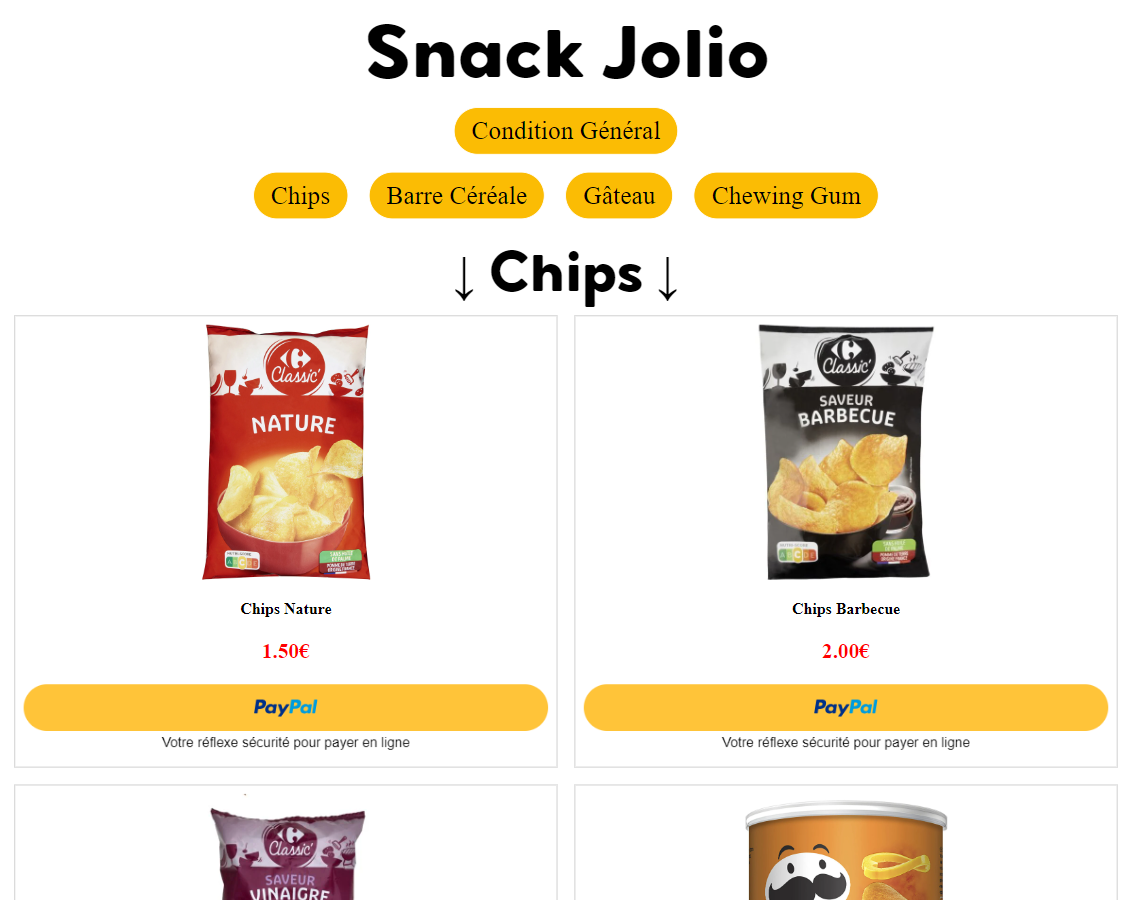 Snack Jolio
Condition Général
Chips Barre Céréale Gâteau Chewing Gum
↓ Chips ↓
Classic'
NATURE
Classic'
SAVEUR
BARBECUE
Chips Nature
1.50€
PayPal
Votre réflexe sécurité pour payer en ligne
Chips Barbecue
2.00€
PayPal
Votre réflexe sécurité pour payer en ligne
Classic'
SAVEUR
VINAIGRE